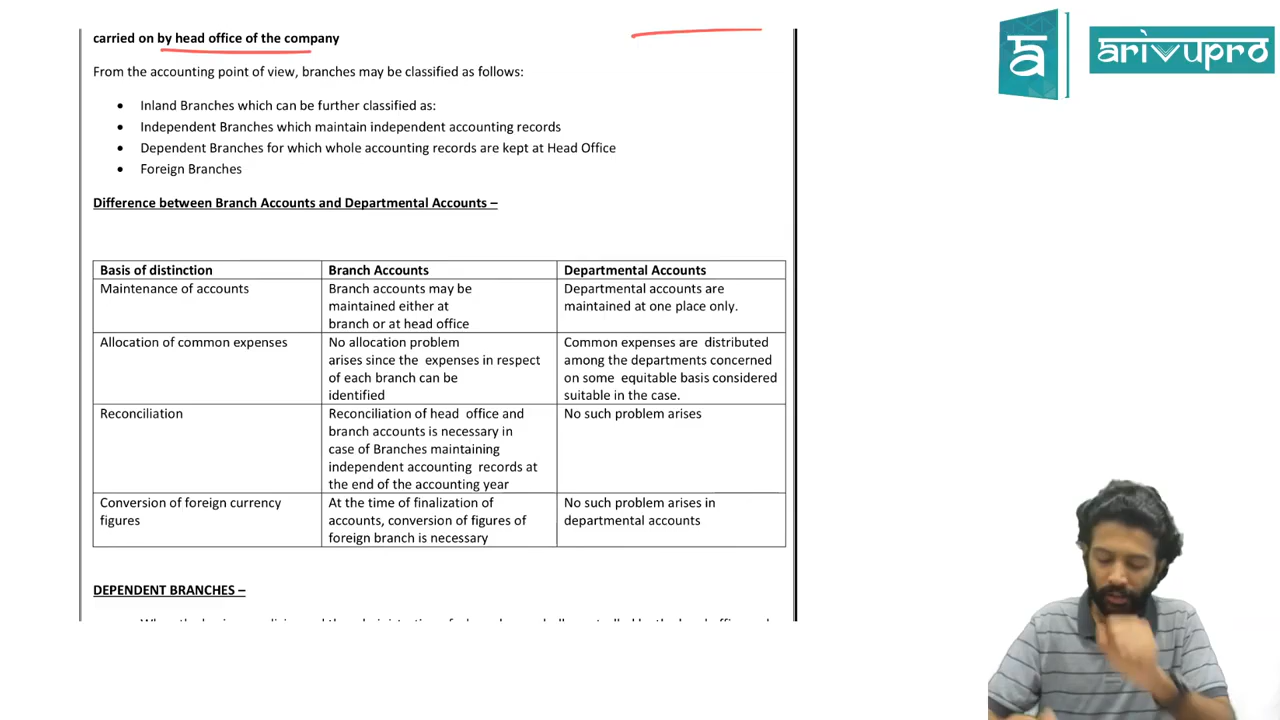 carried on by head office of the company
From the accounting point of view, branches may be classified as follows:
• Inland Branches which can be further classified as:
• Independent Branches which maintain independent accounting records
• Dependent Branches for which whole accounting records are kept at Head Office
• Foreign Branches
Difference between Branch Accounts and Departmental Accounts –
Basis of distinction
Branch Accounts
Departmental Accounts
Maintenance of accounts
Branch accounts may be
maintained either at
branch or at head office
Departmental accounts are
maintained at one place only.
Allocation of common expenses
No allocation problem
arises since the expenses in respect
of each branch can be
identified
Common expenses are distributed
among the departments concerned
on some equitable basis considered
suitable in the case.
Reconciliation
Reconciliation of head office and
branch accounts is necessary in
case of Branches maintaining
independent accounting records at
the end of the accounting year
No such problem arises
Conversion of foreign currency
figures
At the time of finalization of
accounts, conversion of figures of
foreign branch is necessary
No such problem arises in
departmental accounts
DEPENDENT BRANCHES –
arivupro